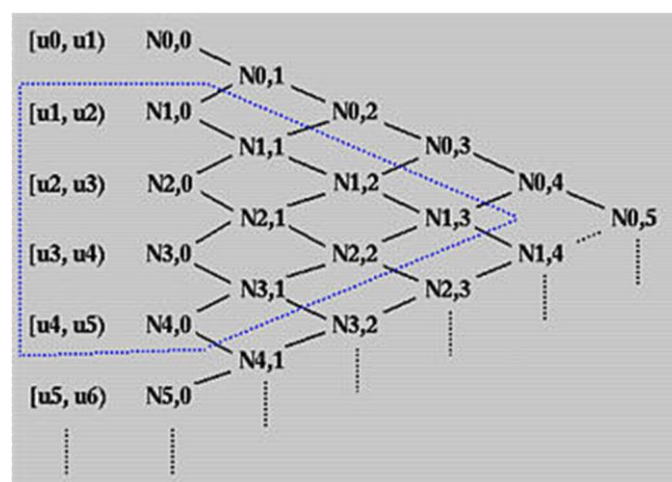 [u0, u1) N0,0
N0,1
[u1, u2) N1,0 N0,2
N1,1 N0,3
[u2, u3) N2,0 N1,2 N0,4
N2,1 N1,3 N0,5
[u3, u4) N3,0 N2,2 N1,4
N3,1 N2,3
[u4, u5) N4,0 N3,2
N4,1
[u5, u6) N5,0